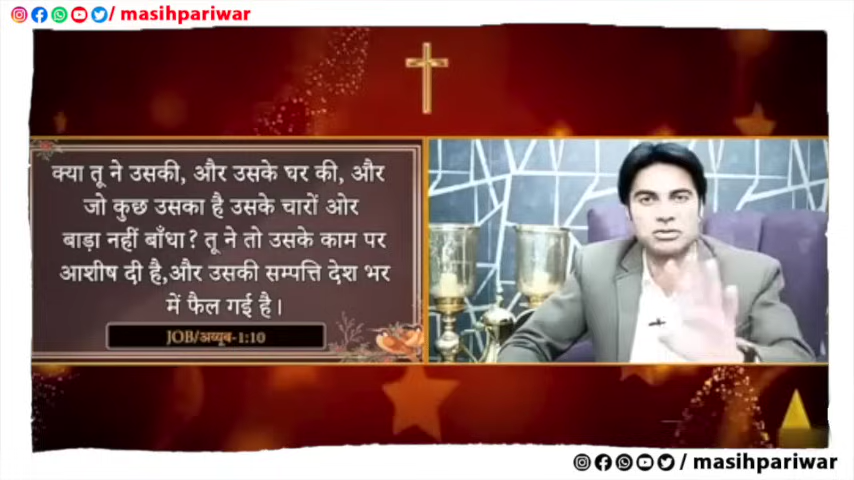 / masihpariwar
क्या तू ने उसकी, और उसके घर की, और
जो कुछ उसका है उसके चारों ओर
बाड़ा नहीं बाँधा? तू ने तो उसके काम पर
आशीष दी है,और उसकी सम्पत्ति देश भर
में फैल गई है।
JOB/अय्यूब-1:10
/ masihpariwar